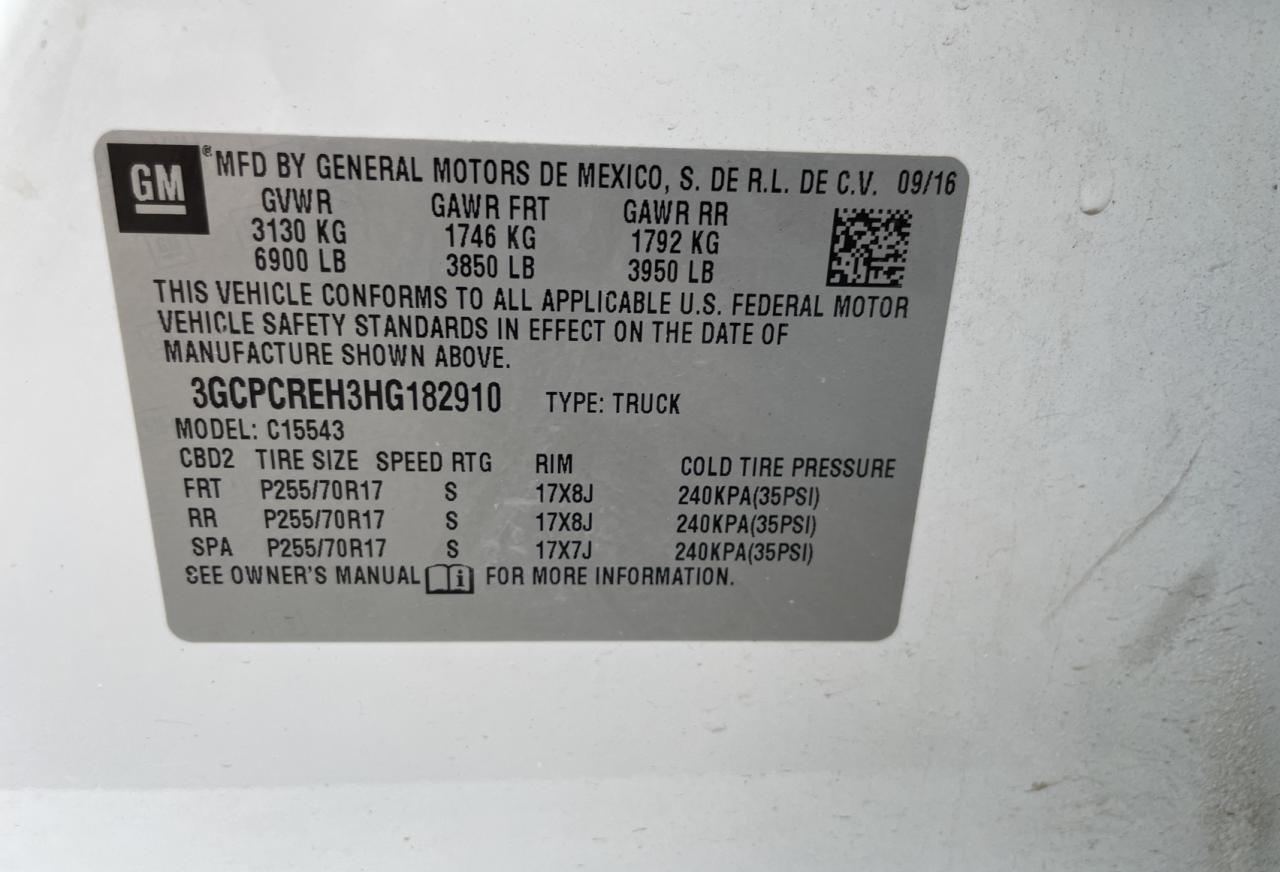 GM® MFD BY GENERAL MOTORS DE MEXICO, S. DE R.L. DE C.V. 09/16
GVWR GAWR FRT GAWR RR
3130 KG 1746 KG 1792 KG
6900 LB 3850 LB 3950 LB
THIS VEHICLE CONFORMS TO ALL APPLICABLE U.S. FEDERAL MOTOR
VEHICLE SAFETY STANDARDS IN EFFECT ON THE DATE OF
MANUFACTURE SHOWN ABOVE.
3GCPCREH3HG182910 TYPE: TRUCK
MODEL: C15543
CBD2 TIRE SIZE SPEED RTG RIM COLD TIRE PRESSURE
FRT P255/70R17 S 17X8J 240KPA(35PSI)
RR P255/70R17 S 17X8J 240KPA(35PSI)
SPA P255/70R17 S 17X7J 240KPA(35PSI)
SEE OWNER'S MANUAL FOR MORE INFORMATION.